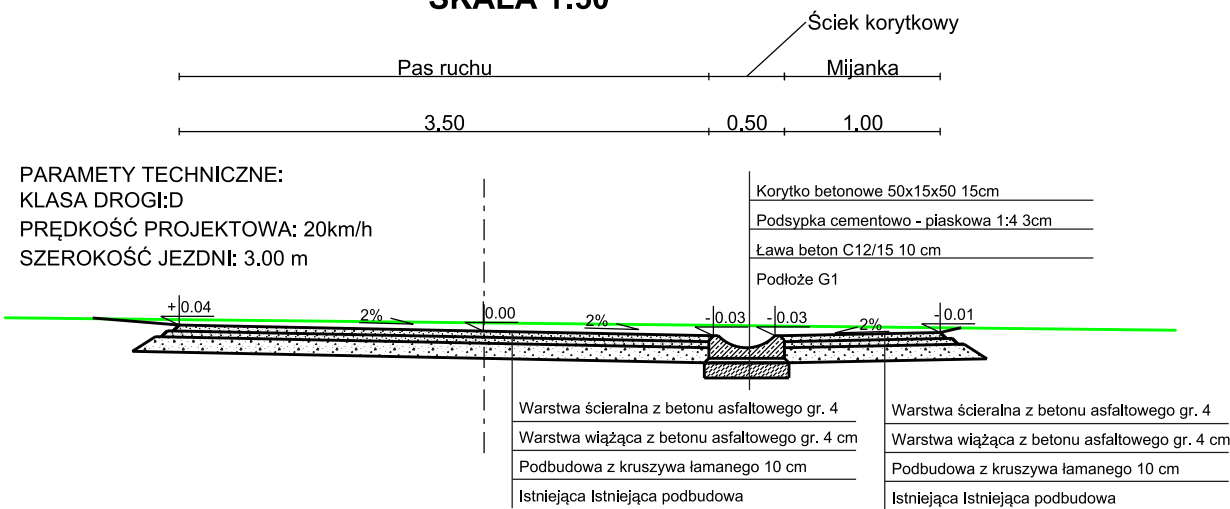 SKALA 1:50
Ściek korytkowy
Pas ruchu
Mijanka
3.50
0.50
1.00
PARAMETY TECHNICZNE:
KLASA DROGI:D
PRĘDKOŚĆ PROJEKTOWA: 20km/h
SZEROKOŚĆ JEZDNI: 3.00 m
Korytko betonowe 50x15x50 15cm
Podsypka cementowo - piaskowa 1:4 3cm
Ława beton C12/15 10 cm
Podłoże G1
+0.04
2%
0.00
2%
-0.03
-0.03
2%
-0.01
Warstwa ścieralna z betonu asfaltowego gr. 4
Warstwa wiążąca z betonu asfaltowego gr. 4 cm
Podbudowa z kruszywa łamanego 10 cm
Istniejąca Istniejąca podbudowa
Warstwa ścieralna z betonu asfaltowego gr. 4
Warstwa wiążąca z betonu asfaltowego gr. 4 cm
Podbudowa z kruszywa łamanego 10 cm
Istniejąca Istniejąca podbudowa